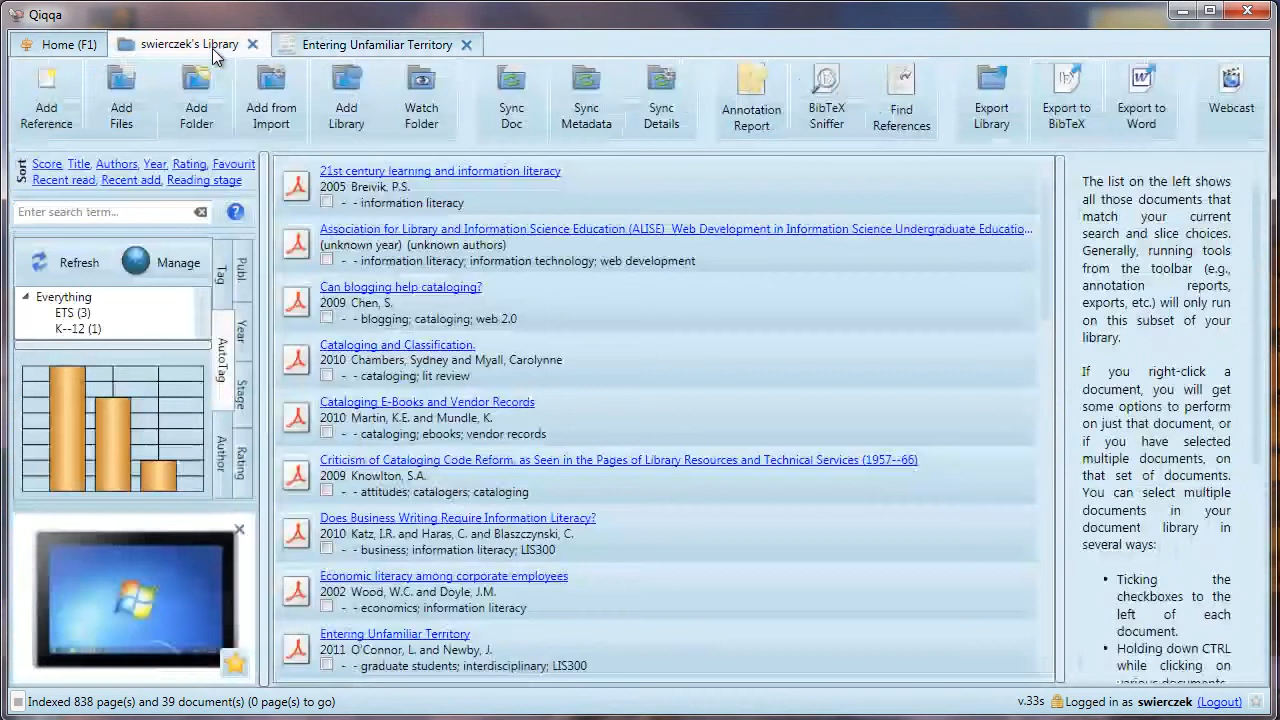 Qiqqa
Home (F1)
swierczek's Library
Entering Unfamiliar Territory
Add Reference
Add Files
Add Folder
Add from Import
Add Library
Watch Folder
Sync Doc
Sync Metadata
Sync Details
Annotation Report
BibTeX Sniffer
Find References
Export Library
Export to BibTeX
Export to Word
Webcast
Sort
Score, Title, Authors, Year, Rating, Favourit
Recent read, Recent add, Reading stage
Enter search term...
?
Refresh
Manage
Everything
ETS (3)
K--12 (1)
Tag
AutoTag
Author
Publ.
Year
Stage
Rating
21st century learning and information literacy
2005 Breivik, P.S.
- - information literacy
Association for Library and Information Science Education (ALISE) Web Development in Information Science Undergraduate Educatio...
(unknown year) (unknown authors)
- - information literacy; information technology; web development
Can blogging help cataloging?
2009 Chen, S.
- - blogging; cataloging; web 2.0
Cataloging and Classification.
2010 Chambers, Sydney and Myall, Carolynne
- - cataloging; lit review
Cataloging E-Books and Vendor Records
2010 Martin, K.E. and Mundle, K.
- - cataloging; ebooks; vendor records
Criticism of Cataloging Code Reform, as Seen in the Pages of Library Resources and Technical Services (1957--66)
2009 Knowlton, S.A.
- - attitudes; catalogers; cataloging
Does Business Writing Require Information Literacy?
2010 Katz, I.R. and Haras, C. and Blaszczynski, C.
- - business; information literacy; LIS300
Economic literacy among corporate employees
2002 Wood, W.C. and Doyle, J.M.
- - economics; information literacy
Entering Unfamiliar Territory
2011 O'Connor, L. and Newby, J.
- - graduate students; interdisciplinary; LIS300
The list on the left shows
all those documents that
match your current
search and slice choices.
Generally, running tools
from the toolbar (e.g.,
annotation reports,
exports, etc.) will only run
on this subset of your
library.
If you right-click a
document, you will get
some options to perform
on just that document, or
if you have selected
multiple documents, on
that set of documents.
You can select multiple
documents in your
document library in
several ways:
• Ticking the
checkboxes to the
left of each
document.
• Holding down CTRL
while clicking on
various documents
Indexed 838 page(s) and 39 document(s) (0 page(s) to go)
v.33s
Logged in as swierczek (Logout)